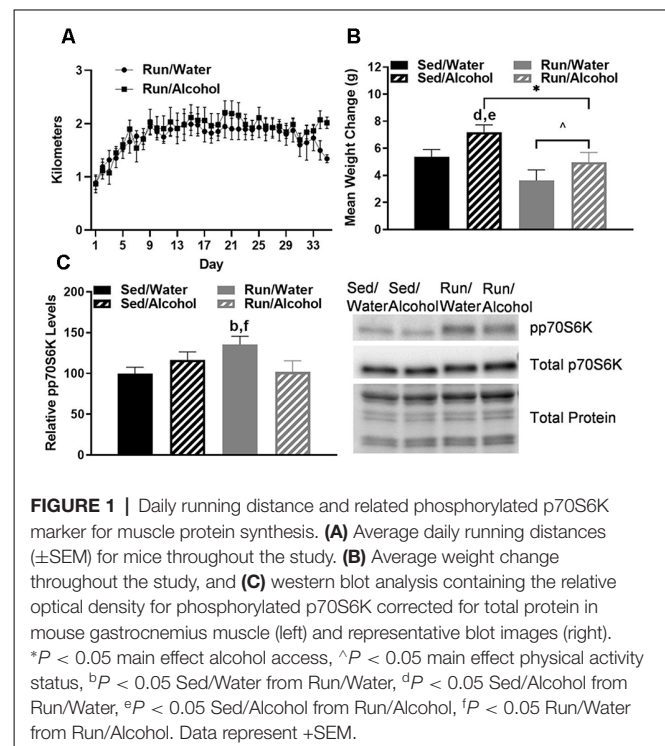 A
Run/Water
Run/Alcohol
Kilometers
3
2
1
0
1 5 9 13 17 21 25 29 33
Day
B
Sed/Water Run/Water
Sed/Alcohol Run/Alcohol
Mean Weight Change (g)
12
10
8
6
4
2
0
d,e
*
^
C
Sed/Water Run/Water
Sed/Alcohol Run/Alcohol
Relative pp70S6K Levels
200
150
100
50
0
b,f
Sed/ Sed/ Run/ Run/
Water Alcohol Water Alcohol
pp70S6K
Total p70S6K
Total Protein
FIGURE 1 | Daily running distance and related phosphorylated p70S6K
marker for muscle protein synthesis. (A) Average daily running distances
(±SEM) for mice throughout the study. (B) Average weight change
throughout the study, and (C) western blot analysis containing the relative
optical density for phosphorylated p70S6K corrected for total protein in
mouse gastrocnemius muscle (left) and representative blot images (right).
*P < 0.05 main effect alcohol access, ^P < 0.05 main effect physical activity
status, bP < 0.05 Sed/Water from Run/Water, dP < 0.05 Sed/Alcohol from
Run/Water, eP < 0.05 Sed/Alcohol from Run/Alcohol, fP < 0.05 Run/Water
from Run/Alcohol. Data represent +SEM.